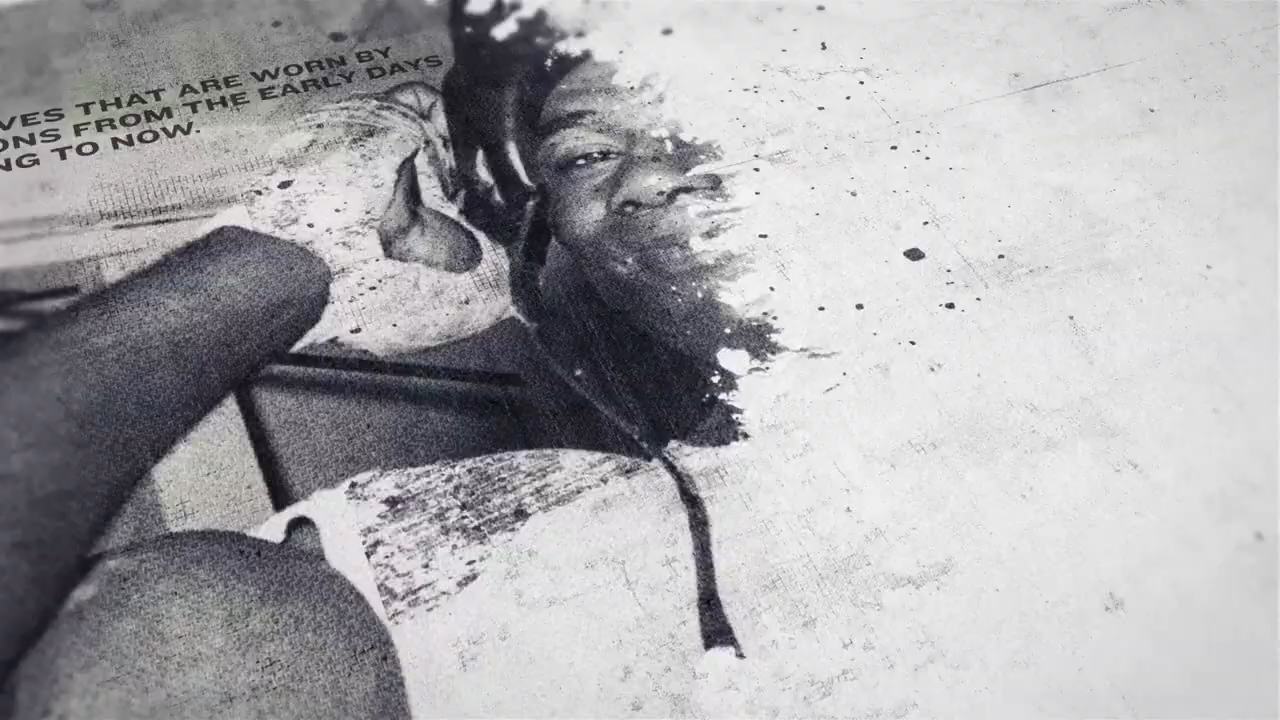 VES THAT ARE WORN BY
ONS FROM THE EARLY DAYS
NG TO NOW.